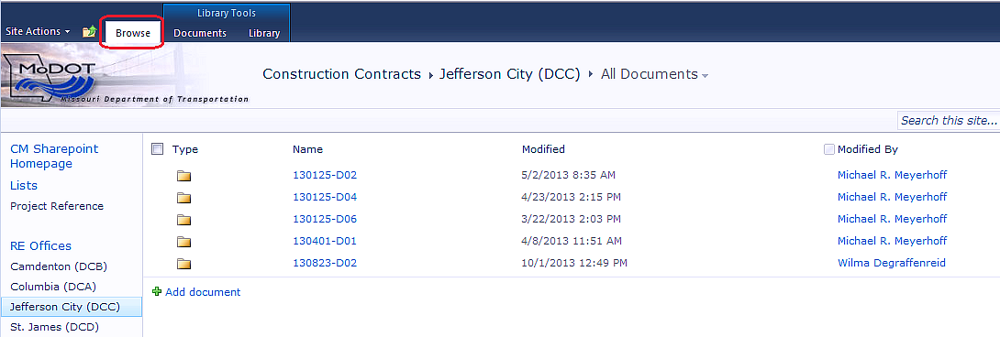 Library Tools
Site Actions Browse Documents Library
MoDOT
Missouri Department of Transportation
Construction Contracts Jefferson City (DCC) All Documents
Search this site...
CM Sharepoint
Homepage
Lists
Project Reference
RE Offices
Camdenton (DCB)
Columbia (DCA)
Jefferson City (DCC)
St. James (DCD)
Type Name Modified Modified By
130125-D02 5/2/2013 8:35 AM Michael R. Meyerhoff
130125-D04 4/23/2013 2:15 PM Michael R. Meyerhoff
130125-D06 3/22/2013 2:03 PM Michael R. Meyerhoff
130401-D01 4/8/2013 11:51 AM Michael R. Meyerhoff
130823-D02 10/1/2013 12:49 PM Wilma Degraffenreid
Add document